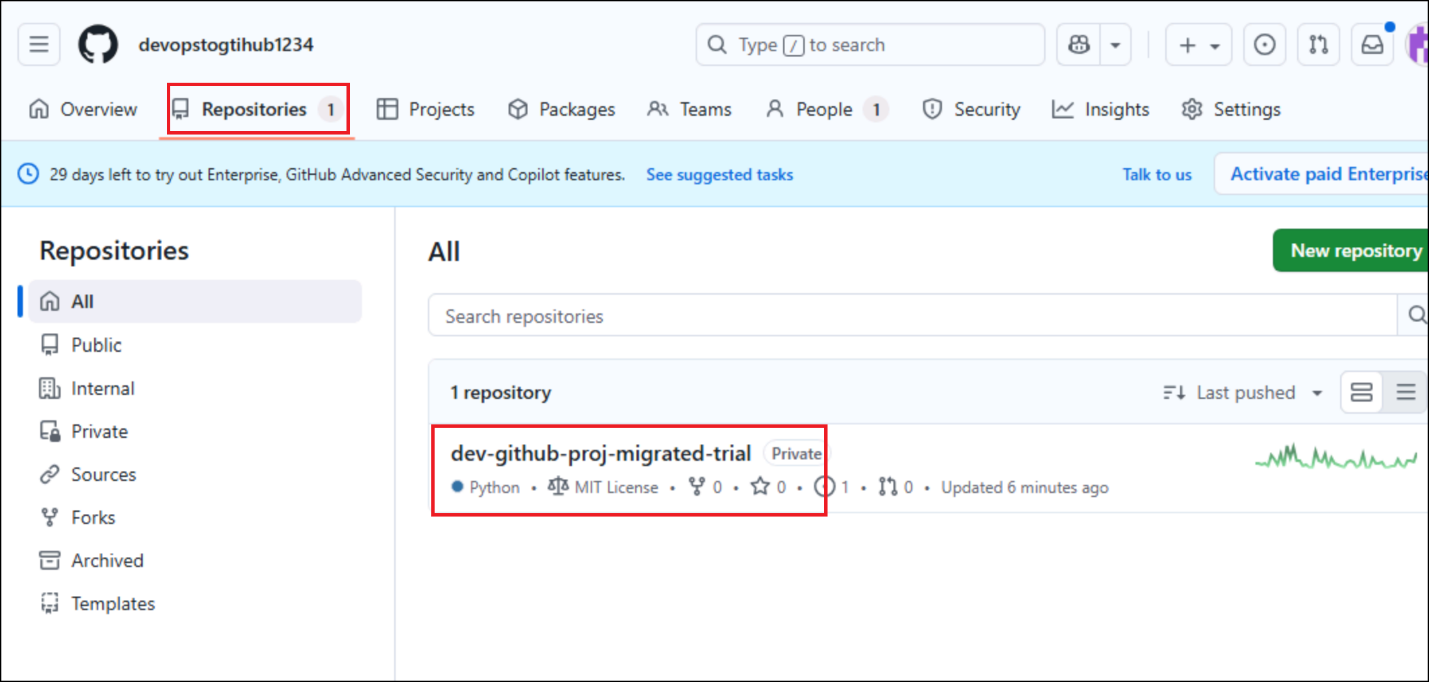 devopstogtihub1234
Type / to search
Overview
Repositories 1
Projects
Packages
Teams
People 1
Security
Insights
Settings
29 days left to try out Enterprise, GitHub Advanced Security and Copilot features.
See suggested tasks
Talk to us
Activate paid Enterprise
Repositories
All
Public
Internal
Private
Sources
Forks
Archived
Templates
All
New repository
Search repositories
1 repository
Last pushed
dev-github-proj-migrated-trial Private
Python • MIT License • 0 • 0 • 1 • 0 • Updated 6 minutes ago